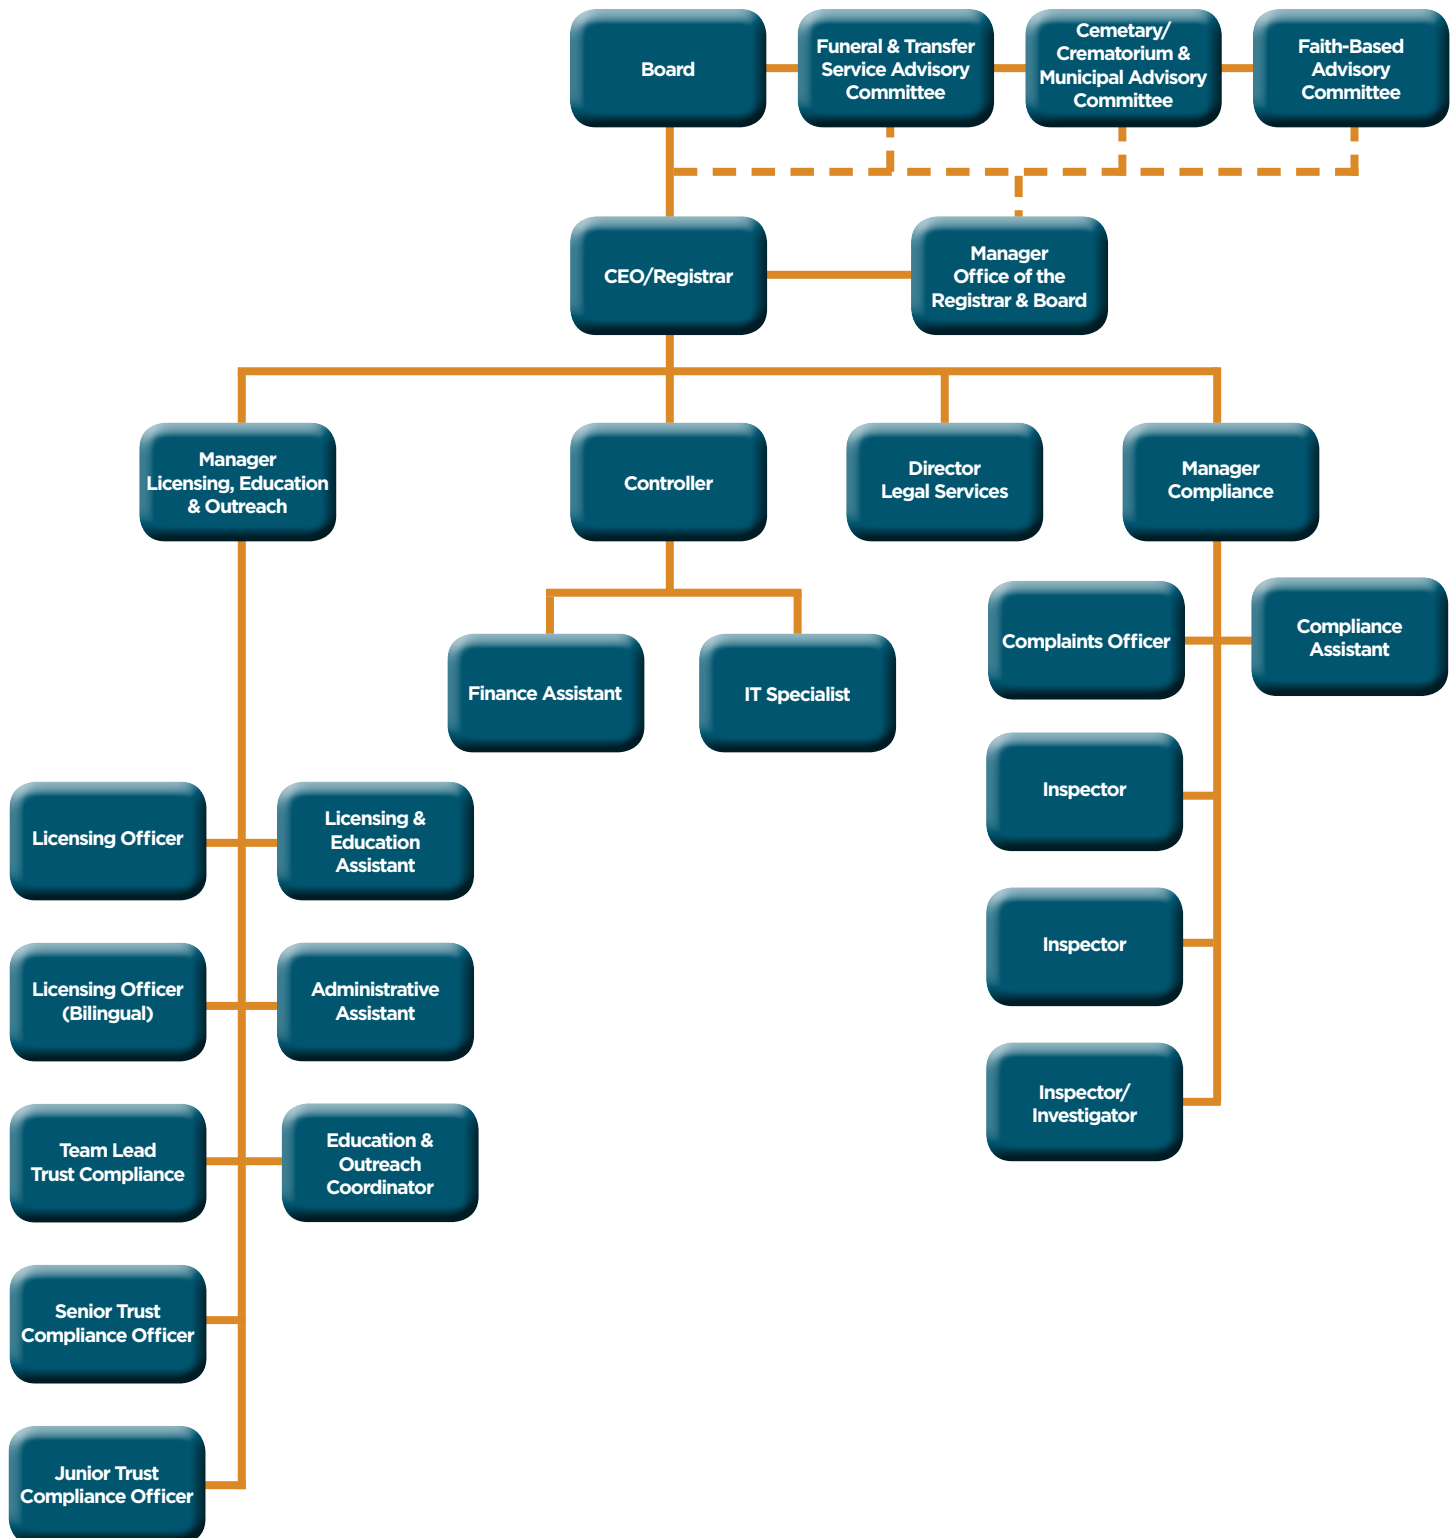 Board
Funeral & Transfer
Service Advisory
Committee
Cemetary/
Crematorium &
Municipal Advisory
Committee
Faith-Based
Advisory
Committee
CEO/Registrar
Manager
Office of the
Registrar & Board
Manager
Licensing, Education
& Outreach
Controller
Director
Legal Services
Manager
Compliance
Complaints Officer
Compliance
Assistant
Finance Assistant
IT Specialist
Inspector
Licensing Officer
Licensing &
Education
Assistant
Inspector
Licensing Officer
(Bilingual)
Administrative
Assistant
Inspector/
Investigator
Team Lead
Trust Compliance
Education &
Outreach
Coordinator
Senior Trust
Compliance Officer
Junior Trust
Compliance Officer